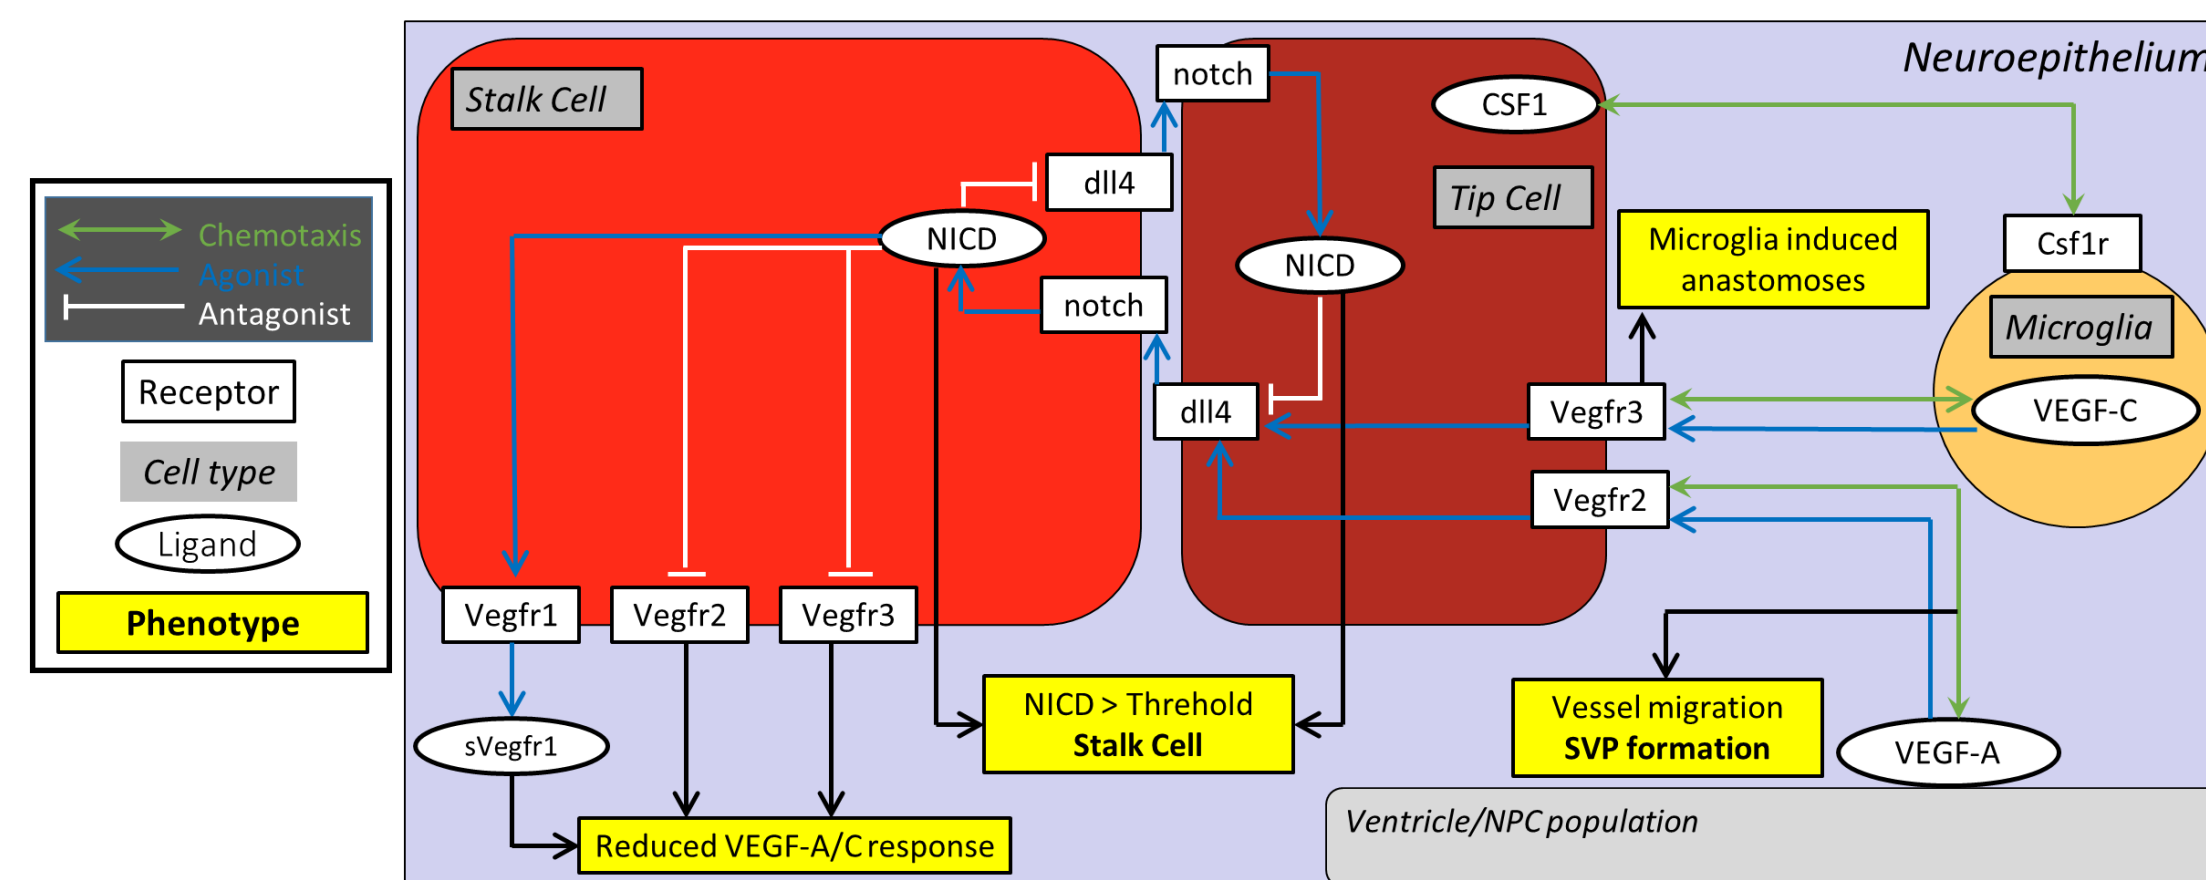 Chemotaxis
Agonist
Antagonist
Receptor
Cell type
Ligand
Phenotype
Neuroepithelium
Stalk Cell
notch
CSF1
dll4
Tip Cell
NICD
NICD
Microglia induced
anastomoses
Csf1r
notch
Microglia
dll4
Vegfr3
VEGF-C
Vegfr2
Vegfr1
Vegfr2
Vegfr3
NICD > Threhold
Stalk Cell
Vessel migration
SVP formation
sVegfr1
VEGF-A
Reduced VEGF-A/C response
Ventricle/NPC population